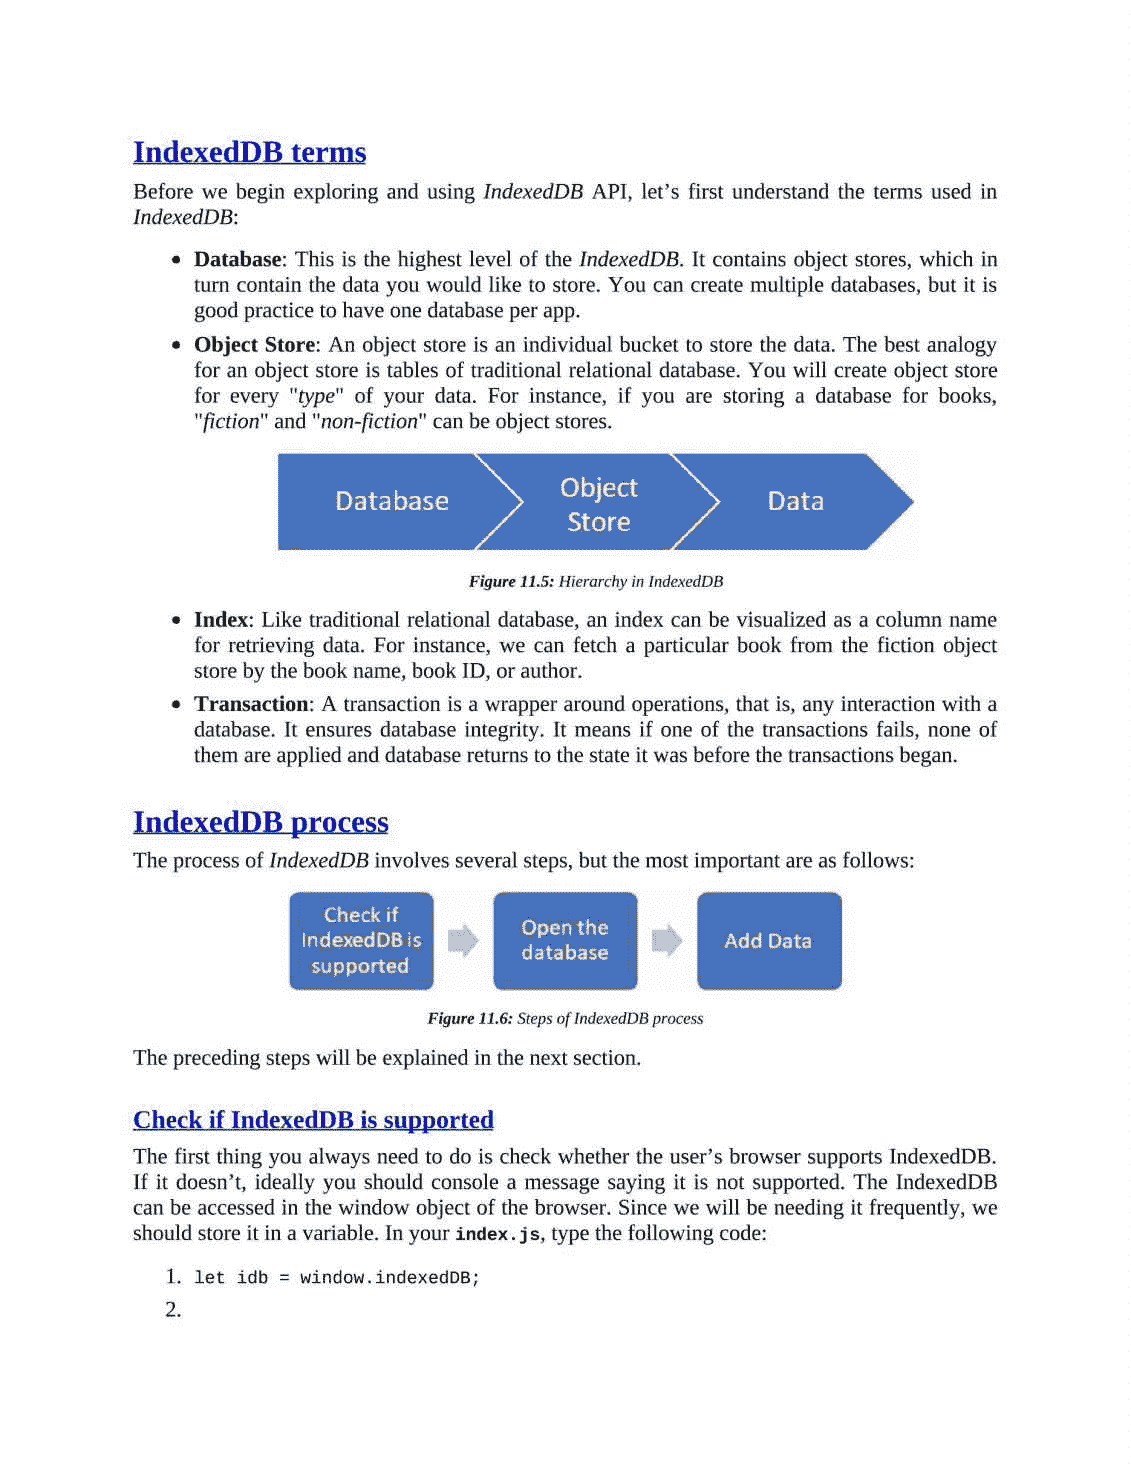 IndexedDB terms
Before we begin exploring and using IndexedDB API, let’s first understand the terms used in
IndexedDB:
• Database: This is the highest level of the IndexedDB. It contains object stores, which in
turn contain the data you would like to store. You can create multiple databases, but it is
good practice to have one database per app.
• Object Store: An object store is an individual bucket to store the data. The best analogy
for an object store is tables of traditional relational database. You will create object store
for every "type" of your data. For instance, if you are storing a database for books,
"fiction" and "non-fiction" can be object stores.
Database
Object
Store
Data
Figure 11.5: Hierarchy in IndexedDB
• Index: Like traditional relational database, an index can be visualized as a column name
for retrieving data. For instance, we can fetch a particular book from the fiction object
store by the book name, book ID, or author.
• Transaction: A transaction is a wrapper around operations, that is, any interaction with a
database. It ensures database integrity. It means if one of the transactions fails, none of
them are applied and database returns to the state it was before the transactions began.
IndexedDB process
The process of IndexedDB involves several steps, but the most important are as follows:
Check if
IndexedDB is
supported
Open the
database
Add Data
Figure 11.6: Steps of IndexedDB process
The preceding steps will be explained in the next section.
Check if IndexedDB is supported
The first thing you always need to do is check whether the user’s browser supports IndexedDB.
If it doesn’t, ideally you should console a message saying it is not supported. The IndexedDB
can be accessed in the window object of the browser. Since we will be needing it frequently, we
should store it in a variable. In your index.js, type the following code:
1. let idb = window.indexedDB;
2.